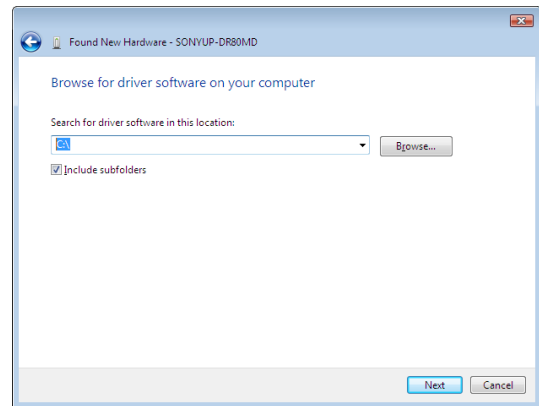 Found New Hardware - SONYUP-DR80MD
Browse for driver software on your computer
Search for driver software in this location:
C:\
Browse...
Include subfolders
Next
Cancel